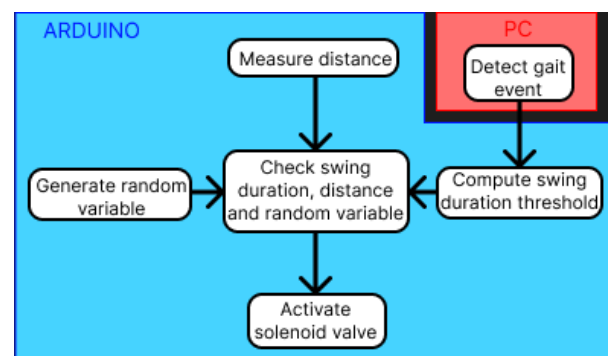 ARDUINO
PC
Measure distance
Detect gait
event
Generate random
variable
Check swing
duration, distance
and random variable
Compute swing
duration threshold
Activate
solenoid valve